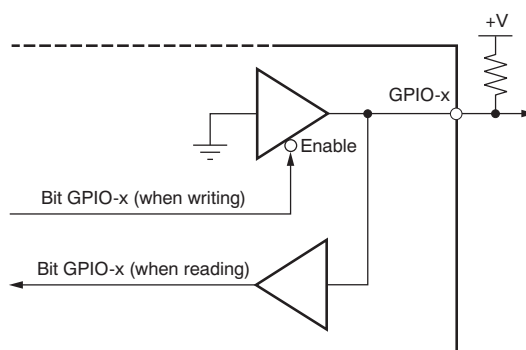 +V
GPIO-x
Enable
Bit GPIO-x (when writing)
Bit GPIO-x (when reading)